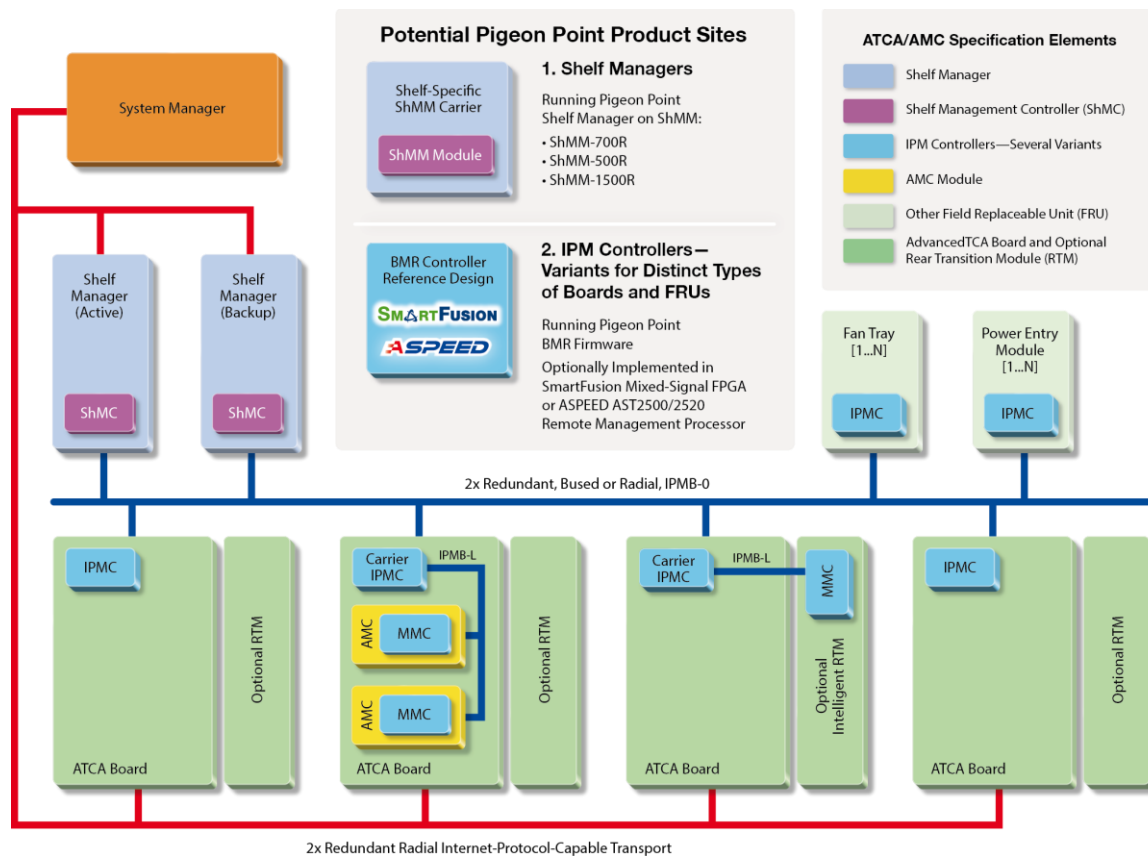 System Manager
Potential Pigeon Point Product Sites
Shelf-Specific
ShMM Carrier
ShMM Module
1. Shelf Managers
Running Pigeon Point
Shelf Manager on ShMM:
• ShMM-700R
• ShMM-500R
• ShMM-1500R
BMR Controller
Reference Design
SMARTFUSION
ASPEED
2. IPM Controllers—
Variants for Distinct Types
of Boards and FRUs
Running Pigeon Point
BMR Firmware
Optionally Implemented in
SmartFusion Mixed-Signal FPGA
or ASPEED AST2500/2520
Remote Management Processor
ATCA/AMC Specification Elements
Shelf Manager
Shelf Management Controller (ShMC)
IPM Controllers—Several Variants
AMC Module
Other Field Replaceable Unit (FRU)
AdvancedTCA Board and Optional
Rear Transition Module (RTM)
Shelf
Manager
(Active)
ShMC
Shelf
Manager
(Backup)
ShMC
Fan Tray
[1...N]
IPMC
Power Entry
Module
[1...N]
IPMC
2x Redundant, Bused or Radial, IPMB-0
IPMC
ATCA Board
Optional RTM
Carrier
IPMC
IPMB-L
AMC
MMC
AMC
MMC
ATCA Board
Optional RTM
Carrier
IPMC
IPMB-L
MMC
ATCA Board
Optional
Intelligent RTM
IPMC
ATCA Board
Optional RTM
2x Redundant Radial Internet-Protocol-Capable Transport